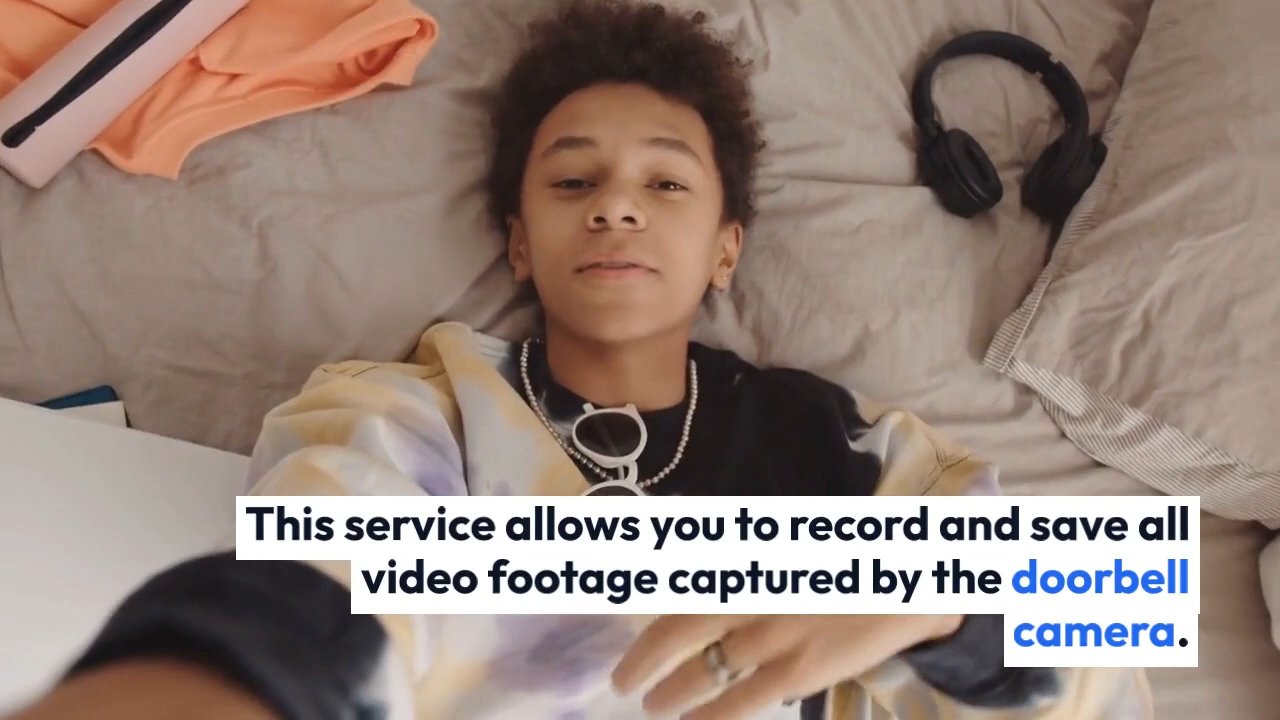 This service allows you to record and save all
video footage captured by the doorbell
camera.